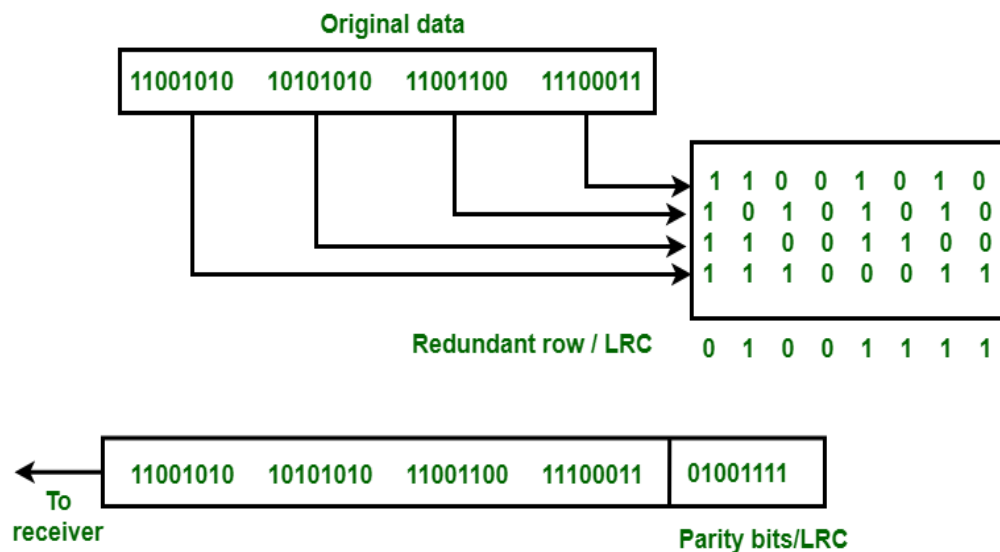 Original data
11001010 10101010 11001100 11100011
1 1 0 0 1 0 1 0
1 0 1 0 1 0 1 0
1 1 0 0 1 1 0 0
1 1 1 0 0 0 1 1
Redundant row / LRC 0 1 0 0 1 1 1 1
11001010 10101010 11001100 11100011 01001111
To
receiver
Parity bits/LRC